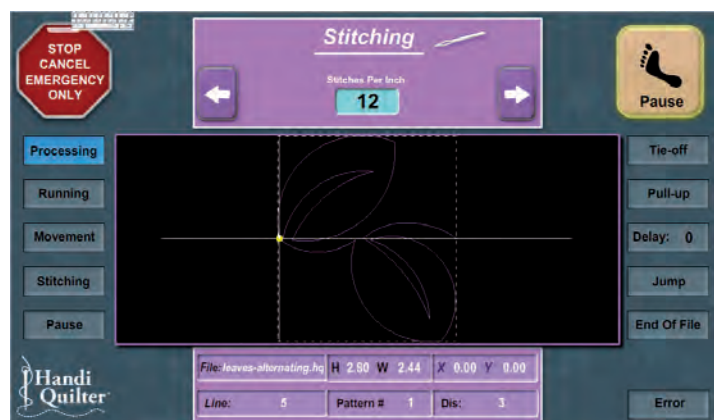 STOP
CANCEL
EMERGENCY
ONLY
Stitching
Stitches Per Inch
12
Pause
Processing
Running
Movement
Stitching
Pause
Tie-off
Pull-up
Delay: 0
Jump
End Of File
File: leaves-alternating.hq H 2.80 W 2.44 X 0.00 Y 0.00
Line: 5 Pattern # 1 Dis: 3
Handi
Quilter
Error